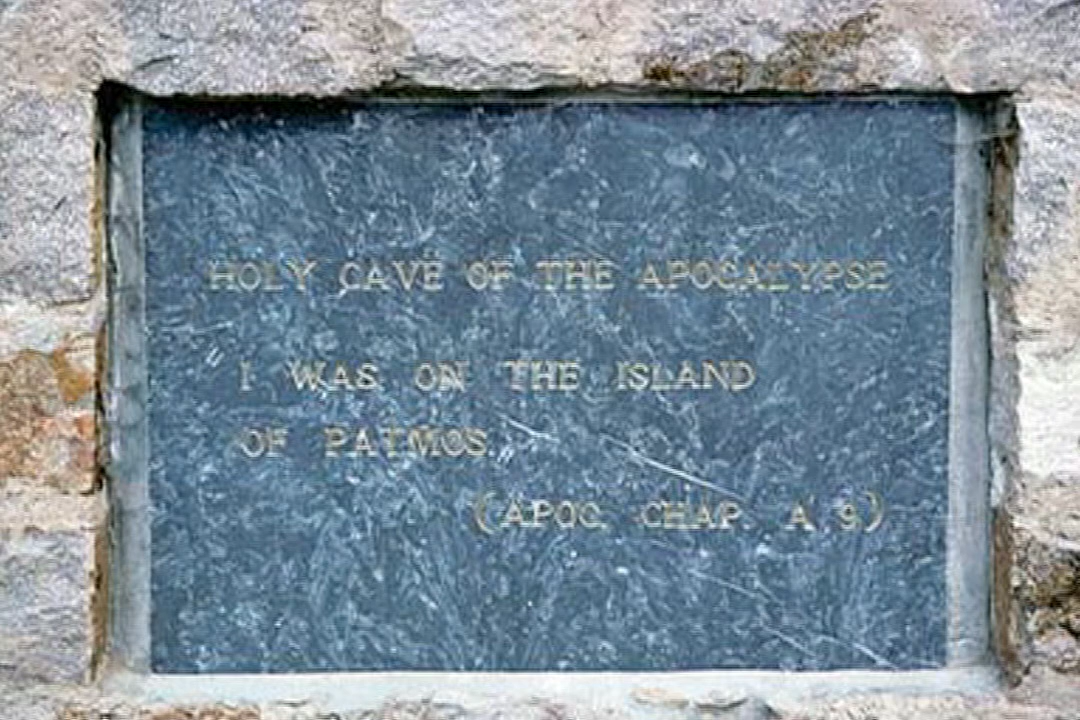 HOLY CAVE OF THE APOCALYPSE
"I WAS ON THE ISLAND
OF PATMOS."
(APOC. CHAP. A 9)